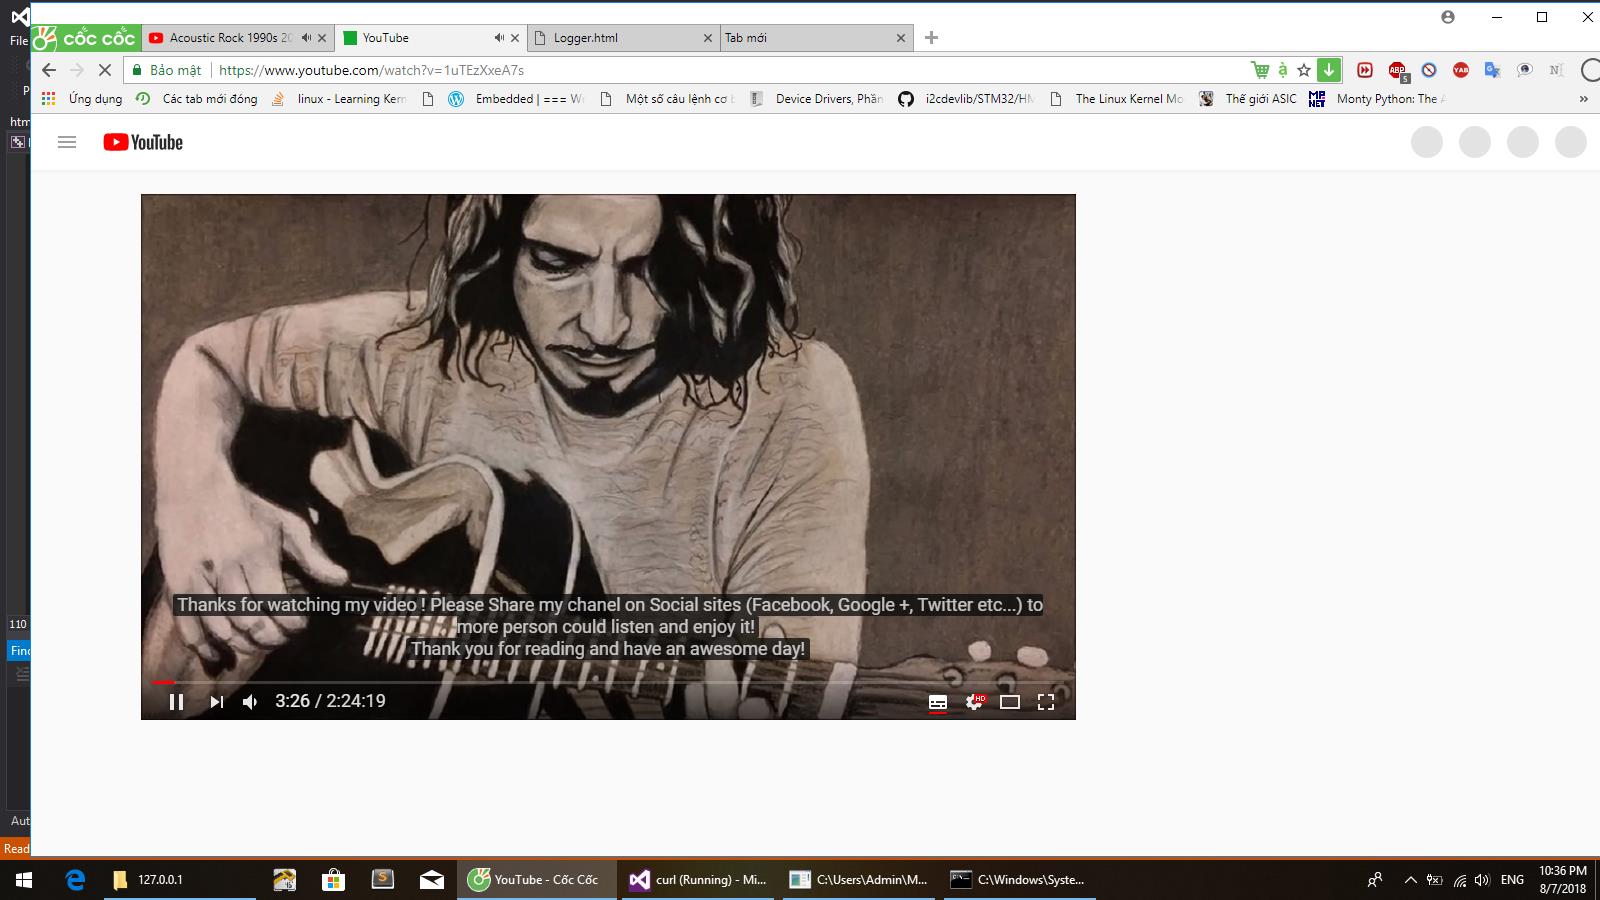 File
cốc cốc
Acoustic Rock 1990s 20
YouTube
Logger.html
Tab mới
Bảo mật
https://www.youtube.com/watch?v=1uTEzXxeA7s
ABP
5
YAB
N
Ứng dụng
Các tab mới đóng
linux - Learning Kern
Embedded | === W
Một số câu lệnh cơ b
Device Drivers, Phần
i2cdevlib/STM32/HM
The Linux Kernel Mo
Thế giới ASIC
Monty Python: The A
»
P
htm
YouTube
110
Find
Thanks for watching my video ! Please Share my chanel on Social sites (Facebook, Google +, Twitter etc...) to
more person could listen and enjoy it!
Thank you for reading and have an awesome day!
3:26 / 2:24:19
HD
Aut
Read
127.0.0.1
S
YouTube - Cốc Cốc
curl (Running) - Mi...
C:\Users\Admin\M...
C:\Windows\Syste...
ENG
10:36 PM
8/7/2018